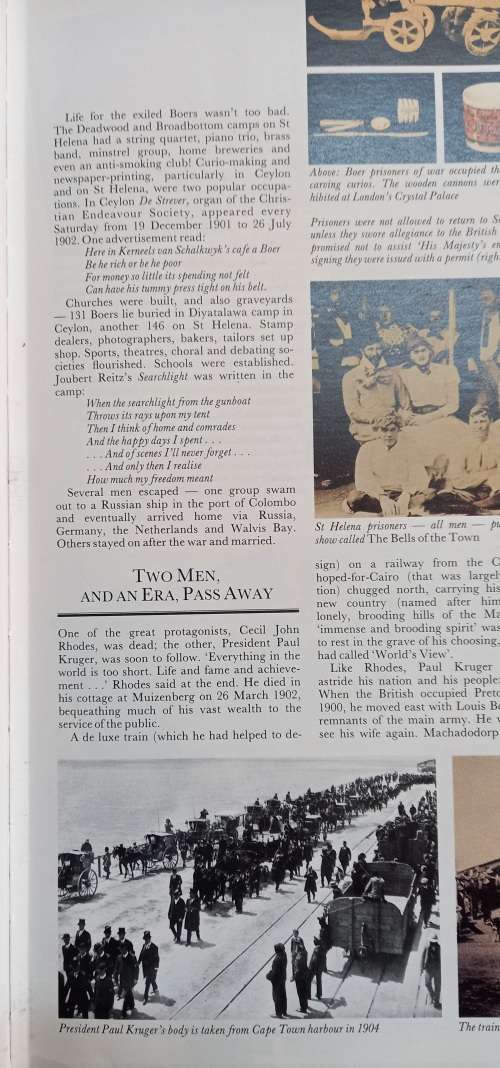 Life for the exiled Boers wasn't too bad.
The Deadwood and Broadbottom camps on St
Helena had a string quartet, piano trio, brass
band, minstrel group, home breweries and
even an anti-smoking club! Curio-making and
newspaper-printing, particularly in Ceylon
and on St Helena, were two popular occupa-
tions. In Ceylon De Strever, organ of the Chris-
tian Endeavour Society, appeared every
Saturday from 19 December 1901 to 26 July
1902. One advertisement read:
Here in Kerneels van Schalkwyk's cafe a Boer
Be he rich or be he poor
For money so little its spending not felt
Can have his tummy press tight on his belt.
Churches were built, and also graveyards
— 131 Boers lie buried in Diyatalawa camp in
Ceylon, another 146 on St Helena. Stamp
dealers, photographers, bakers, tailors set up
shop. Sports, theatres, choral and debating so-
cieties flourished. Schools were established.
Joubert Reitz's Searchlight was written in the
camp:
When the searchlight from the gunboat
Throws its rays upon my tent
Then I think of home and comrades
And the happy days I spent . . .
. . . And of scenes I'll never forget . . .
. . . And only then I realise
How much my freedom meant
Several men escaped — one group swam
out to a Russian ship in the port of Colombo
and eventually arrived home via Russia,
Germany, the Netherlands and Walvis Bay.
Others stayed on after the war and married.
TWO MEN,
AND AN ERA, PASS AWAY
One of the great protagonists, Cecil John
Rhodes, was dead; the other, President Paul
Kruger, was soon to follow. 'Everything in the
world is too short. Life and fame and achieve-
ment . . .' Rhodes said at the end. He died in
his cottage at Muizenberg on 26 March 1902,
bequeathing much of his vast wealth to the
service of the public.
A de luxe train (which he had helped to de-
Above: Boer prisoners of war occupied th
carving curios. The wooden cannons wer
hibited at London's Crystal Palace
Prisoners were not allowed to return to S
unless they swore allegiance to the British
promised not to assist 'His Majesty's en
signing they were issued with a permit (righ
St Helena prisoners — all men — pu
show called The Bells of the Town
sign) on a railway from the C
hoped-for-Cairo (that was largel
tion) chugged north, carrying his
new country (named after him
lonely, brooding hills of the Ma
'immense and brooding spirit' was
to rest in the grave of his choosing,
had called 'World's View'.
Like Rhodes, Paul Kruger
astride his nation and his people:
When the British occupied Preto
1900, he moved east with Louis Bo
remnants of the main army. He w
see his wife again. Machadodorp
President Paul Kruger's body is taken from Cape Town harbour in 1904
The train